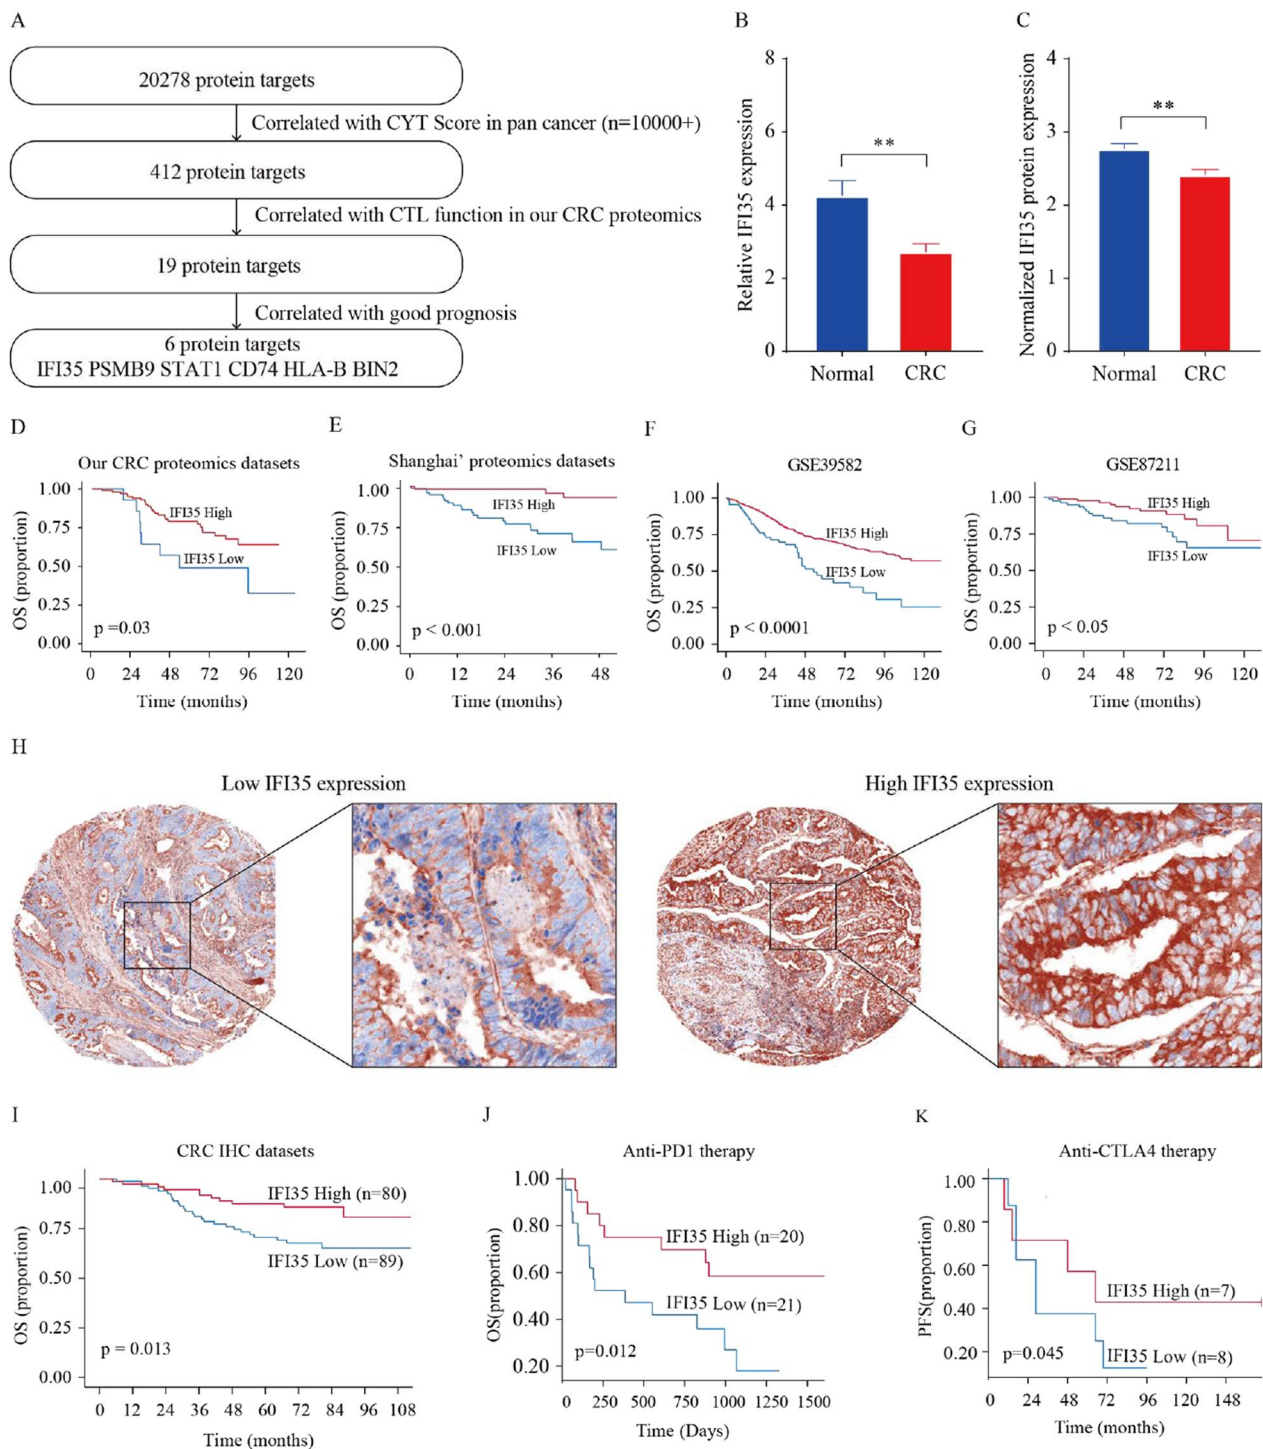 A
20278 protein targets
Correlated with CYT Score in pan cancer (n=10000+)
412 protein targets
Correlated with CTL function in our CRC proteomics
19 protein targets
Correlated with good prognosis
6 protein targets
IFI35 PSMB9 STAT1 CD74 HLA-B BIN2
B
Relative IFI35 expression
8
6
4
2
0
**
Normal CRC
C
Normalized IFI35 protein expression
4
3
2
1
0
**
Normal CRC
D
Our CRC proteomics datasets
OS (proportion)
1.00
0.75
0.50
0.25
0.00
IFI35 High
IFI35 Low
p =0.03
0 24 48 72 96 120
Time (months)
E
Shanghai' proteomics datasets
OS (proportion)
1.00
0.75
0.50
0.25
0.00
IFI35 High
IFI35 Low
p < 0.001
0 12 24 36 48
Time (months)
F
GSE39582
OS (proportion)
1.00
0.75
0.50
0.25
0.00
IFI35 High
IFI35 Low
p < 0.0001
0 24 48 72 96 120
Time (months)
G
GSE87211
OS (proportion)
1.00
0.75
0.50
0.25
0.00
IFI35 High
IFI35 Low
p < 0.05
0 24 48 72 96 120
Time (months)
H
Low IFI35 expression
High IFI35 expression
I
CRC IHC datasets
OS (proportion)
1.00
0.75
0.50
0.25
0.00
IFI35 High (n=80)
IFI35 Low (n=89)
p = 0.013
0 12 24 36 48 60 72 84 96 108
Time (months)
J
Anti-PD1 therapy
OS(proportion)
1.00
0.80
0.60
0.40
0.20
IFI35 High (n=20)
IFI35 Low (n=21)
p=0.012
0 250 500 750 1000 1250 1500
Time (Days)
K
Anti-CTLA4 therapy
PFS(proportion)
1.00
0.80
0.60
0.40
0.20
IFI35 High (n=7)
IFI35 Low (n=8)
p=0.045
0 24 48 72 96 120 148
Time (months)